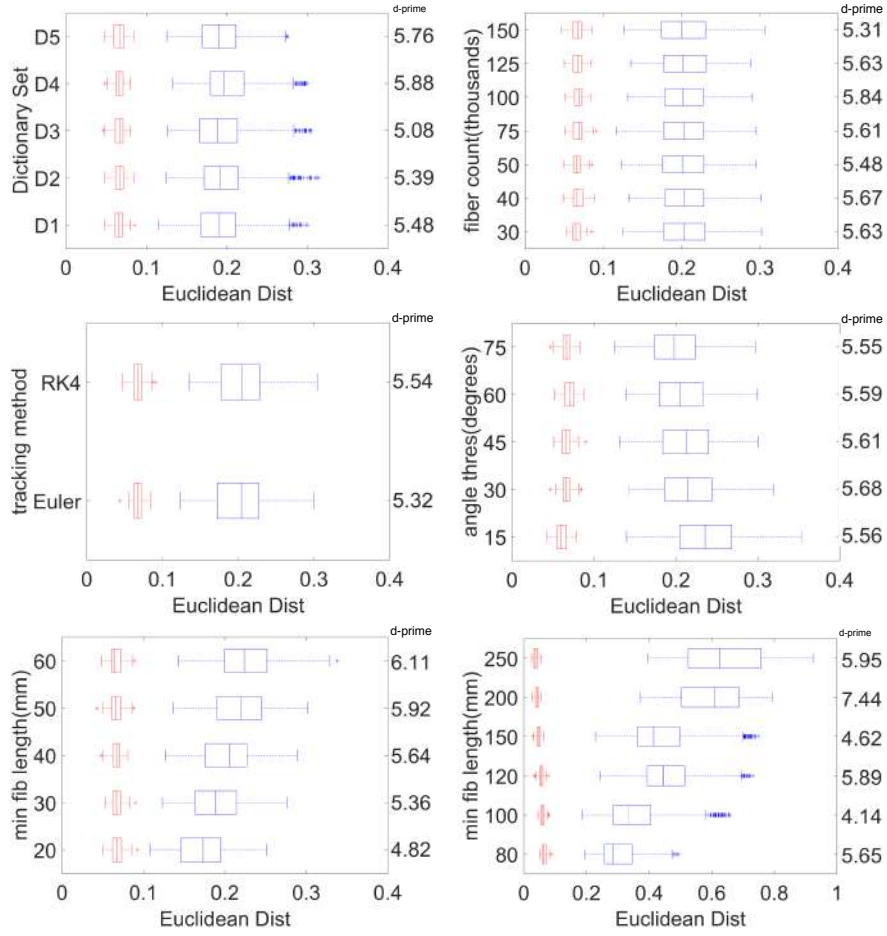 d-prime
Dictionary Set
D5
5.76
D4
5.88
D3
5.08
D2
5.39
D1
5.48
0 0.1 0.2 0.3 0.4
Euclidean Dist
d-prime
fiber count(thousands)
150
5.31
125
5.63
100
5.84
75
5.61
50
5.48
40
5.67
30
5.63
0 0.1 0.2 0.3 0.4
Euclidean Dist
d-prime
tracking method
RK4
5.54
Euler
5.32
0 0.1 0.2 0.3 0.4
Euclidean Dist
d-prime
angle thres(degrees)
75
5.55
60
5.59
45
5.61
30
5.68
15
5.56
0 0.1 0.2 0.3 0.4
Euclidean Dist
d-prime
min fib length(mm)
60
6.11
50
5.92
40
5.64
30
5.36
20
4.82
0 0.1 0.2 0.3 0.4
Euclidean Dist
d-prime
min fib length(mm)
250
5.95
200
7.44
150
4.62
120
5.89
100
4.14
80
5.65
0 0.2 0.4 0.6 0.8 1
Euclidean Dist